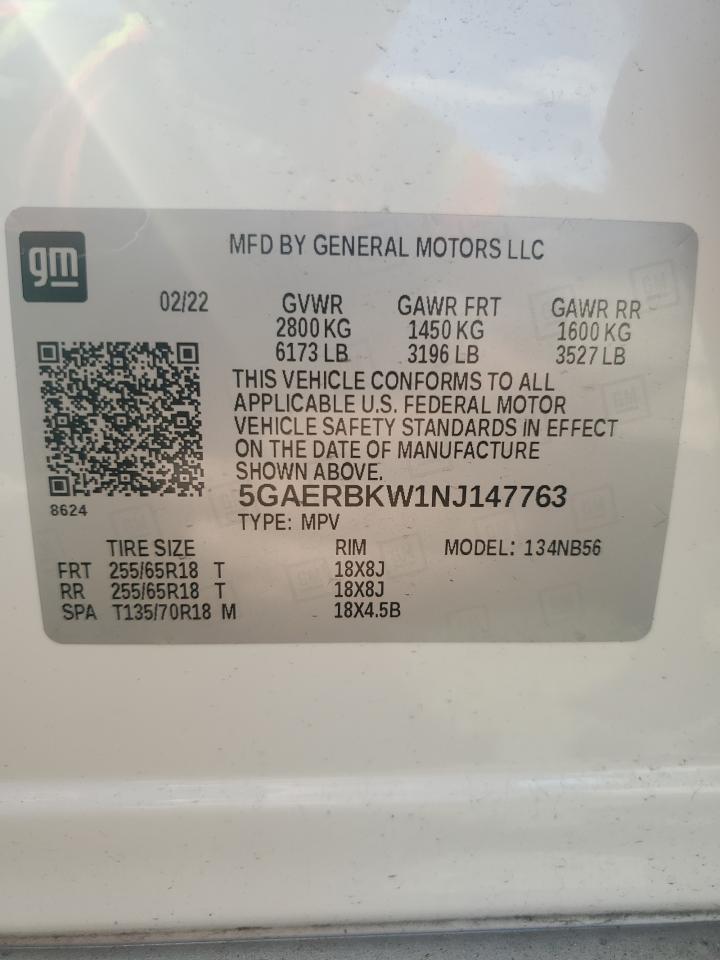 gm
MFD BY GENERAL MOTORS LLC
02/22 GVWR GAWR FRT GAWR RR
2800 KG 1450 KG 1600 KG
6173 LB 3196 LB 3527 LB
THIS VEHICLE CONFORMS TO ALL
APPLICABLE U.S. FEDERAL MOTOR
VEHICLE SAFETY STANDARDS IN EFFECT
ON THE DATE OF MANUFACTURE
SHOWN ABOVE.
8624
5GAERBKW1NJ147763
TYPE: MPV
TIRE SIZE RIM MODEL: 134NB56
FRT 255/65R18 T 18X8J
RR 255/65R18 T 18X8J
SPA T135/70R18 M 18X4.5B